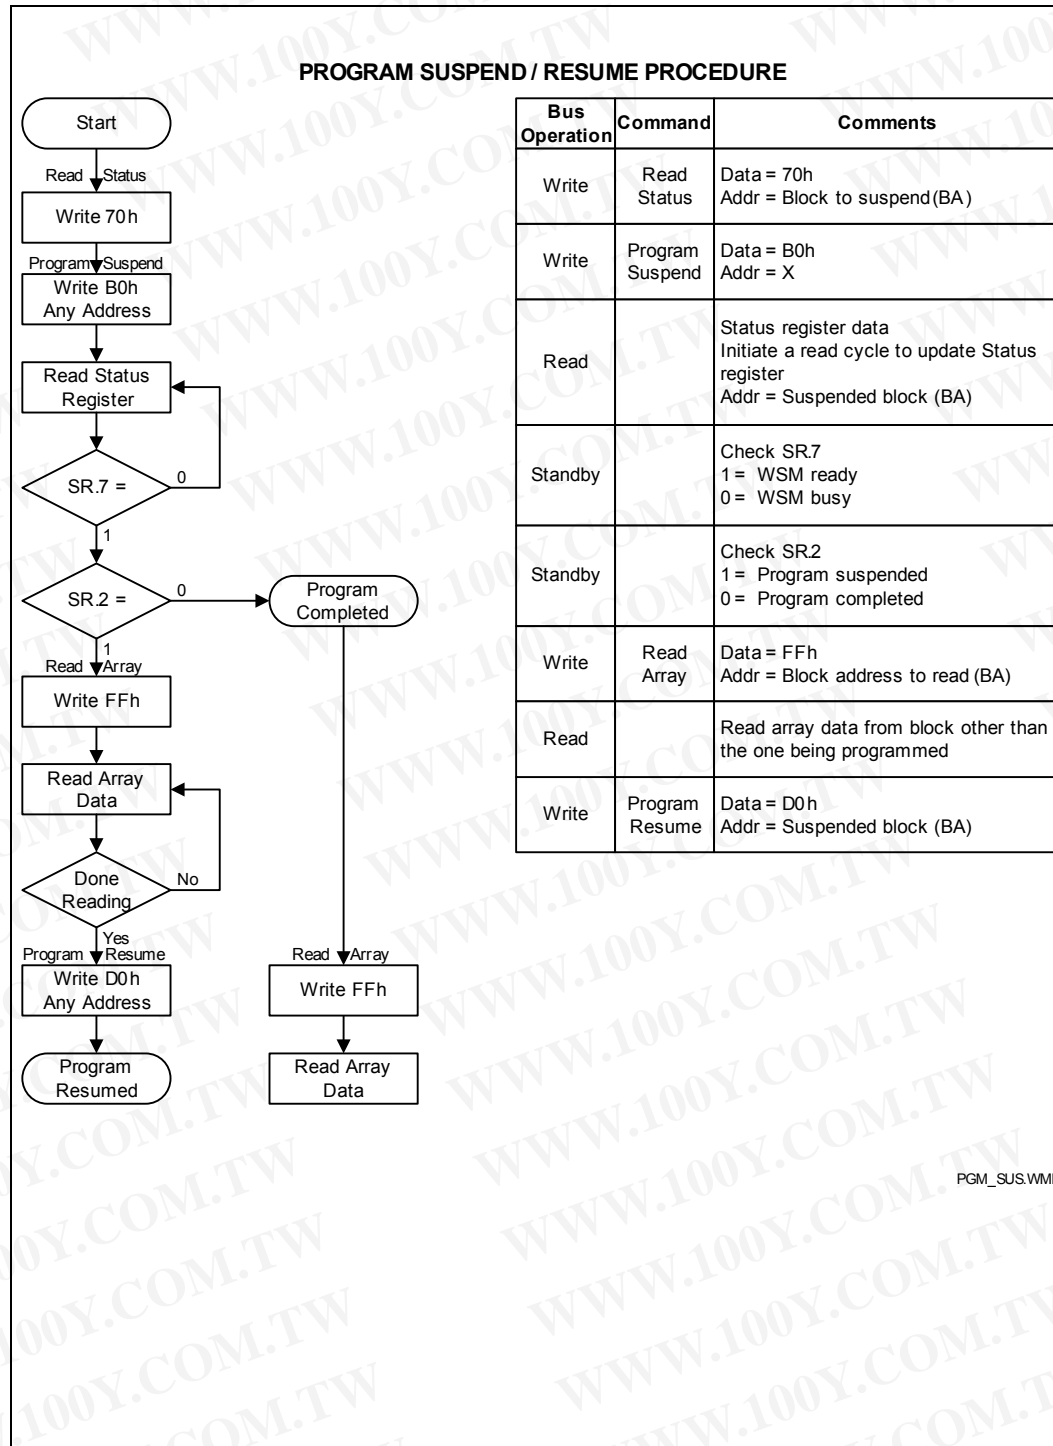 PROGRAM SUSPEND / RESUME PROCEDURE
Start
Read Status
Write 70h
Program Suspend
Write B0h
Any Address
Read Status
Register
SR.7 =
0
1
SR.2 =
0
Program
Completed
1
Read Array
Write FFh
Read Array
Data
Done
Reading
No
Yes
Program Resume
Write D0h
Any Address
Program
Resumed
Read Array
Write FFh
Read Array
Data
Bus
Operation
Command
Comments
Write
Read
Status
Data = 70h
Addr = Block to suspend (BA)
Write
Program
Suspend
Data = B0h
Addr = X
Read
Status register data
Initiate a read cycle to update Status
register
Addr = Suspended block (BA)
Standby
Check SR.7
1 = WSM ready
0 = WSM busy
Standby
Check SR.2
1 = Program suspended
0 = Program completed
Write
Read
Array
Data = FFh
Addr = Block address to read (BA)
Read
Read array data from block other than
the one being programmed
Write
Program
Resume
Data = D0h
Addr = Suspended block (BA)
WWW.100Y.COM.TW